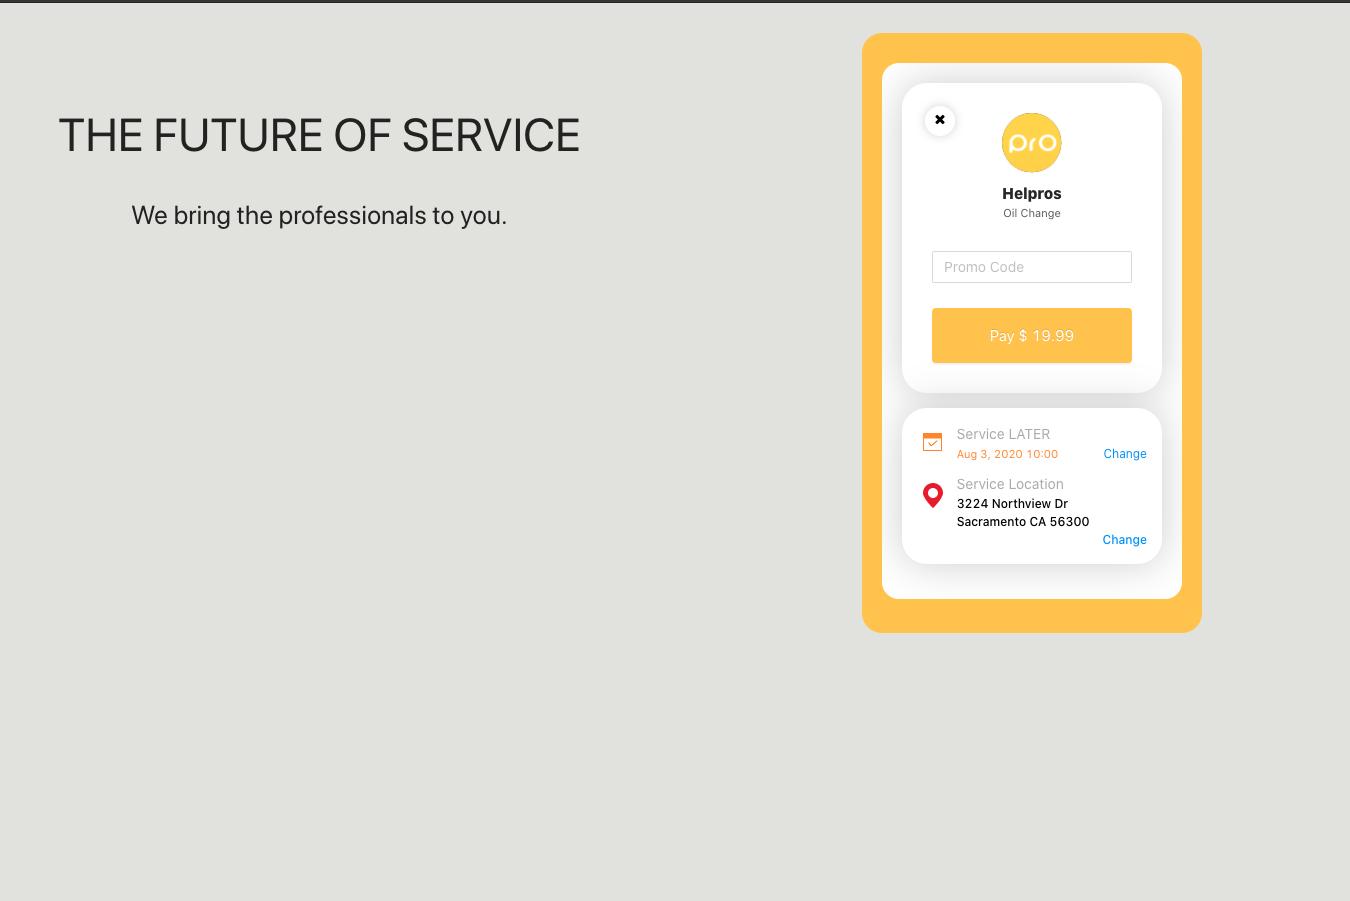 THE FUTURE OF SERVICE
We bring the professionals to you.
pro
Helpros
Oil Change
Promo Code
Pay $ 19.99
Service LATER
Aug 3, 2020 10:00
Change
Service Location
3224 Northview Dr
Sacramento CA 56300
Change